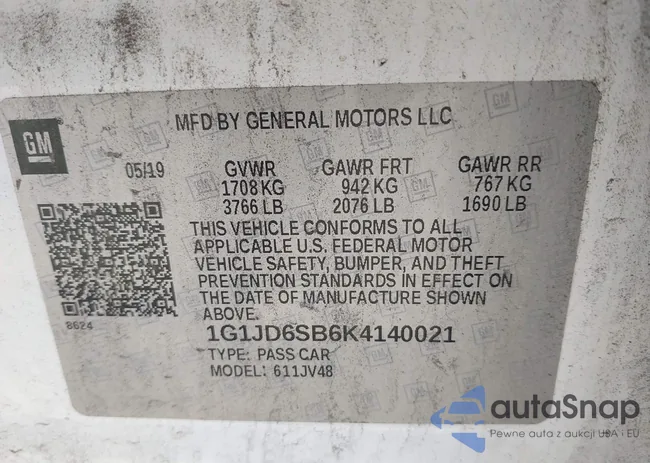 MFD BY GENERAL MOTORS LLC
GM
05/19
GVWR GAWR FRT GAWR RR
1708 KG 942 KG 767 KG
3766 LB 2076 LB 1690 LB
THIS VEHICLE CONFORMS TO ALL
APPLICABLE U.S. FEDERAL MOTOR
VEHICLE SAFETY, BUMPER, AND THEFT
PREVENTION STANDARDS IN EFFECT ON
THE DATE OF MANUFACTURE SHOWN
ABOVE.
8624
1G1JD6SB6K4140021
TYPE: PASS CAR
MODEL: 611JV48
autaSnap
Pewne auta z aukcji USA i EU